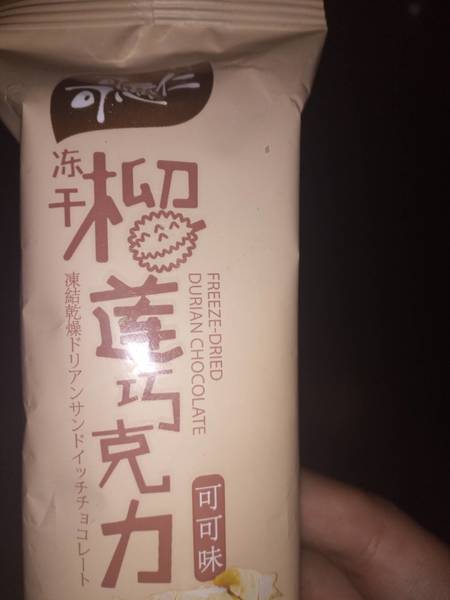 冻干
榴莲巧克力
FREEZE-DRIED
DURIAN CHOCOLATE
凍結乾燥ドリアンサンドイッチチョコレート
可可味